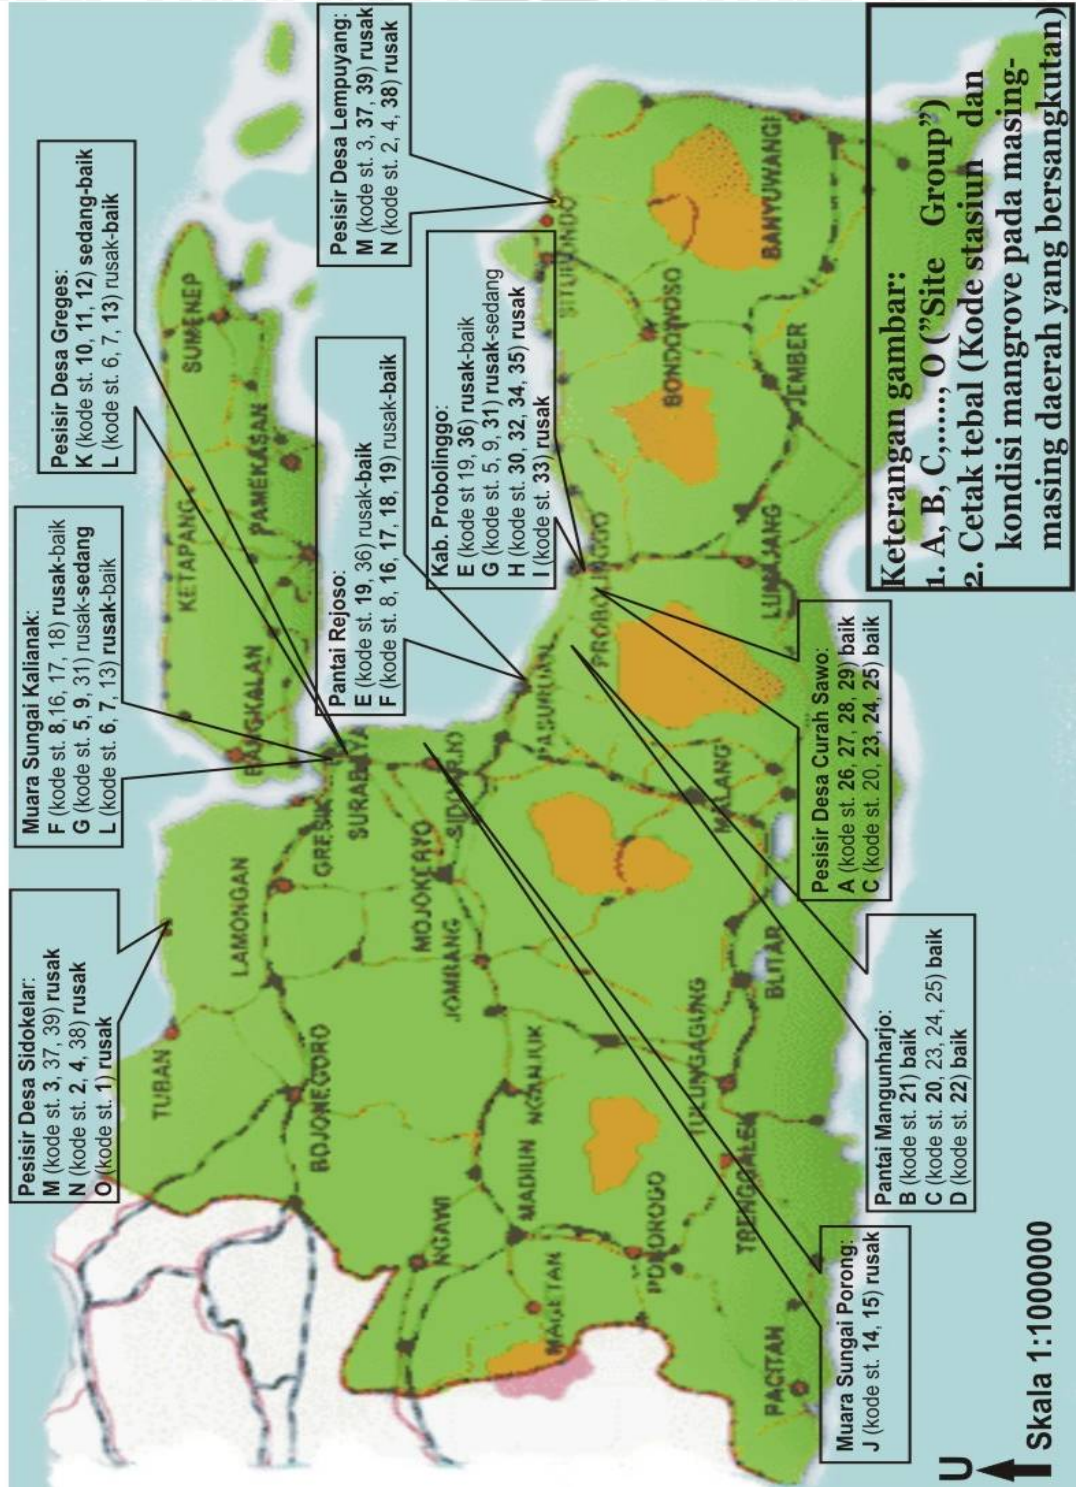 Pesisir Desa Sidokelar:
M (kode st. 3, 37, 39) rusak
N (kode st. 2, 4, 38) rusak
O (kode st. 1) rusak
Muara Sungai Kalianak:
F (kode st. 8,16, 17, 18) rusak-baik
G (kode st. 5, 9, 31) rusak-sedang
L (kode st. 6, 7, 13) rusak-baik
Pesisir Desa Greges:
K (kode st. 10, 11, 12) sedang-baik
L (kode st. 6, 7, 13) rusak-baik
Pesisir Desa Lempuyang:
M (kode st. 3, 37, 39) rusak
N (kode st. 2, 4, 38) rusak
Pantai Rejoso:
E (kode st. 19, 36) rusak-baik
F (kode st. 8, 16, 17, 18, 19) rusak-baik
Kab. Probolinggo:
E (kode st 19, 36) rusak-baik
G (kode st. 5, 9, 31) rusak-sedang
H (kode st. 30, 32, 34, 35) rusak
I (kode st. 33) rusak
TUBAN
LAMONGAN
BOJONEGORO
GRESIK
SURABAYA
BANGKALAN
KETAPANG
PAMEKASAN
SUMENEP
NGAWI
MOJOKERTO
SIDOARJO
JOMBANG
NGANJUK
MADIUN
MAGETAN
PONOROGO
PASURUAN
PROBOLINGGO
SITUBONDO
BONDOWOSO
BANYUWANGI
JEMBER
LUMAJANG
MALANG
BLITAR
TULUNGAGUNG
TRENGGALEK
PACITAN
Muara Sungai Porong:
J (kode st. 14, 15) rusak
Pantai Mangunharjo:
B (kode st. 21) baik
C (kode st. 20, 23, 24, 25) baik
D (kode st. 22) baik
Pesisir Desa Curah Sawo:
A (kode st. 26, 27, 28, 29) baik
C (kode st. 20, 23, 24, 25) baik
Keterangan gambar:
1. A, B, C,....., O ("Site Group")
2. Cetak tebal (Kode stasiun dan
kondisi mangrove pada masing-
masing daerah yang bersangkutan)
U
Skala 1:1000000